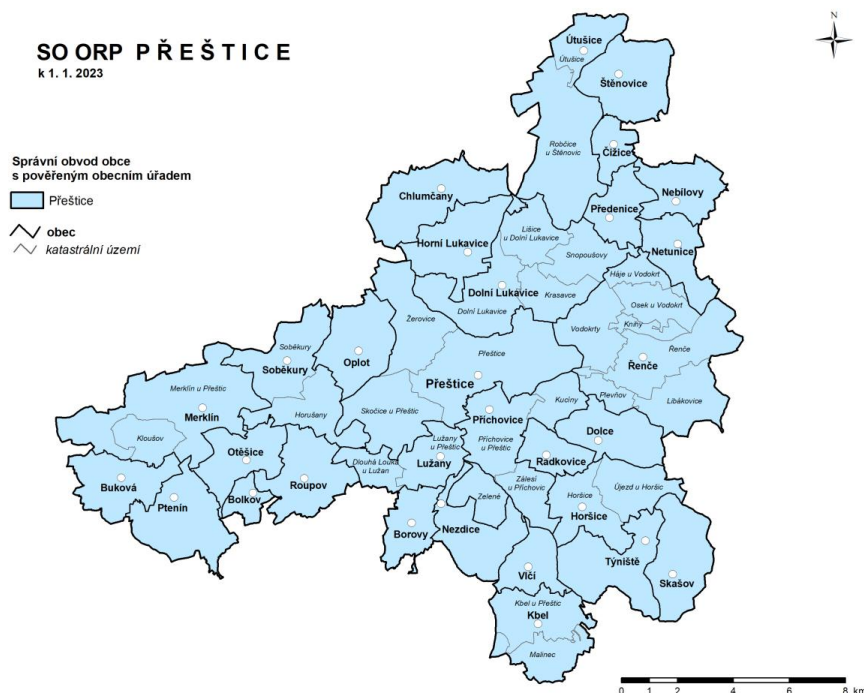 SO ORP PŘEŠTICE
k 1. 1. 2023
N
Správní obvod obce
s pověřeným obecním úřadem
Přeštice
obec
katastrální území
Útušice
Útušice
Štěnovice
Robčice
u Štěnovic
Čižice
Nebílovy
Předenice
Netunice
Chlumčany
Horní Lukavice
Lišice
u Dolní Lukavice
Snopoušovy
Háje u Vodokrt
Dolní Lukavice
Krasavce
Osek u Vodokrt
Dolní Lukavice
Žerovice
Vodokrty
Knihy
Řenče
Řenče
Soběkury
Soběkury
Oplot
Přeštice
Přeštice
Merklín u Přeštic
Merklín
Horušany
Skočice u Přeštic
Příchovice
Kucíny
Plevňov
Libákovice
Kloušov
Otěšice
Lužany
u Přeštic
Příchovice
u Přeštic
Dolce
Dlouhá Louka
u Lužan
Lužany
Radkovice
Buková
Ptenín
Bolkov
Roupov
Zálesí
u Příchovic
Újezd u Horšic
Zelené
Horšice
Horšice
Borovy
Nezdice
Týniště
Vlčí
Skašov
Kbel u Přeštic
Kbel
Malinec
0 1 2 4 6 8 km